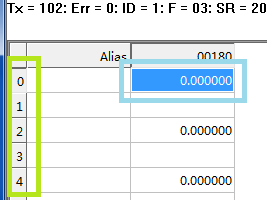 Tx = 102: Err = 0: ID = 1: F = 03: SR = 20
Alias 00180
0 0.000000
1
2 0.000000
3
4 0.000000